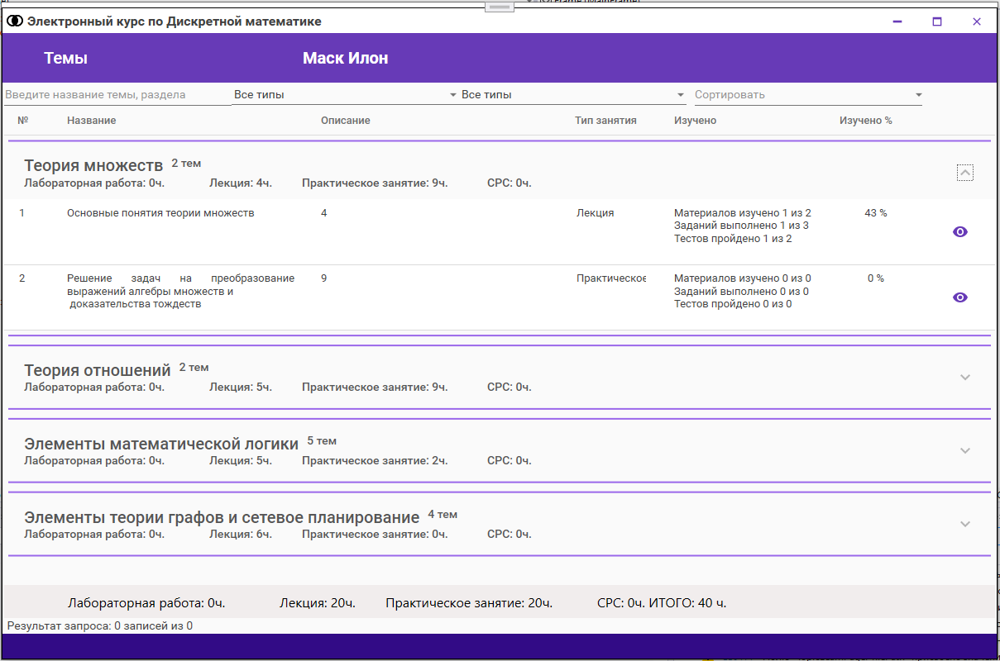 Электронный курс по Дискретной математике
Темы Маск Илон
Введите название темы, раздела Все типы Все типы Сортировать
№ Название Описание Тип занятия Изучено Изучено %
Теория множеств 2 тем
Лабораторная работа: 0ч. Лекция: 4ч. Практическое занятие: 9ч. СРС: 0ч.
1 Основные понятия теории множеств 4 Лекция Материалов изучено 1 из 2 43 %
Заданий выполнено 1 из 3
Тестов пройдено 1 из 2
2 Решение задач на преобразование 9 Практическое Материалов изучено 0 из 0 0 %
выражений алгебры множеств и Заданий выполнено 0 из 0
доказательства тождеств Тестов пройдено 0 из 0
Теория отношений 2 тем
Лабораторная работа: 0ч. Лекция: 5ч. Практическое занятие: 9ч. СРС: 0ч.
Элементы математической логики 5 тем
Лабораторная работа: 0ч. Лекция: 5ч. Практическое занятие: 2ч. СРС: 0ч.
Элементы теории графов и сетевое планирование 4 тем
Лабораторная работа: 0ч. Лекция: 6ч. Практическое занятие: 0ч. СРС: 0ч.
Лабораторная работа: 0ч. Лекция: 20ч. Практическое занятие: 20ч. СРС: 0ч. ИТОГО: 40 ч.
Результат запроса: 0 записей из 0